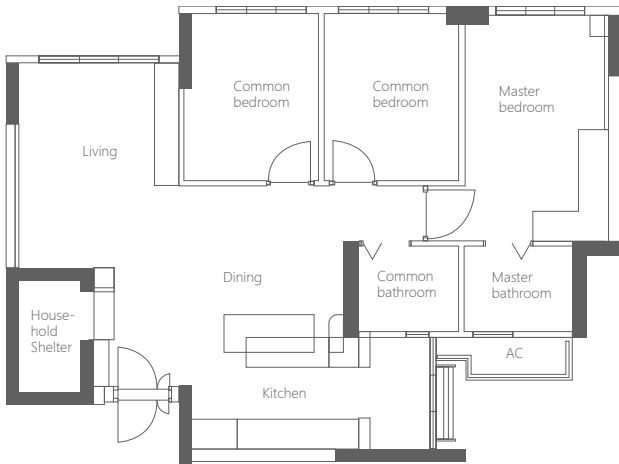 Common
bedroom
Common
bedroom
Master
bedroom
Living
Dining
Common
bathroom
Master
bathroom
House-
hold
Shelter
AC
Kitchen